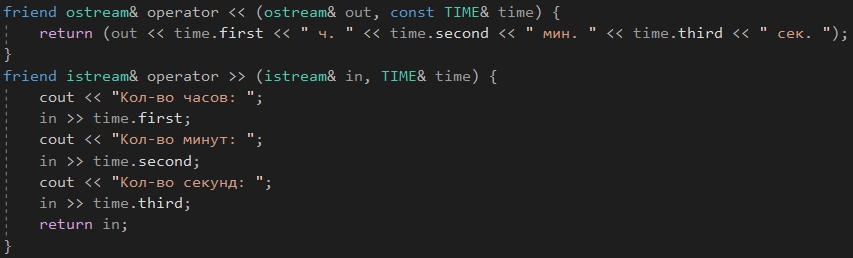 friend ostream& operator << (ostream& out, const TIME& time) {
    return (out << time.first << " ч. " << time.second << " мин. " << time.third << " сек. ");
}
friend istream& operator >> (istream& in, TIME& time) {
    cout << "Кол-во часов: ";
    in >> time.first;
    cout << "Кол-во минут: ";
    in >> time.second;
    cout << "Кол-во секунд: ";
    in >> time.third;
    return in;
}